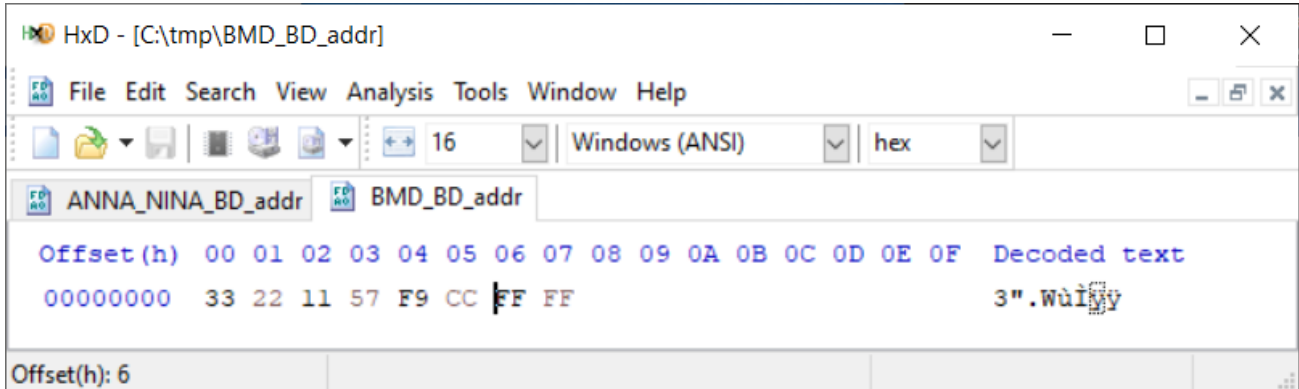 HxD - [C:\tmp\BMD_BD_addr]
File Edit Search View Analysis Tools Window Help
16 Windows (ANSI) hex
ANNA_NINA_BD_addr BMD_BD_addr
Offset(h) 00 01 02 03 04 05 06 07 08 09 0A 0B 0C 0D 0E 0F Decoded text
00000000 33 22 11 57 F9 CC FF FF 3".WùÌÿÿ
Offset(h): 6